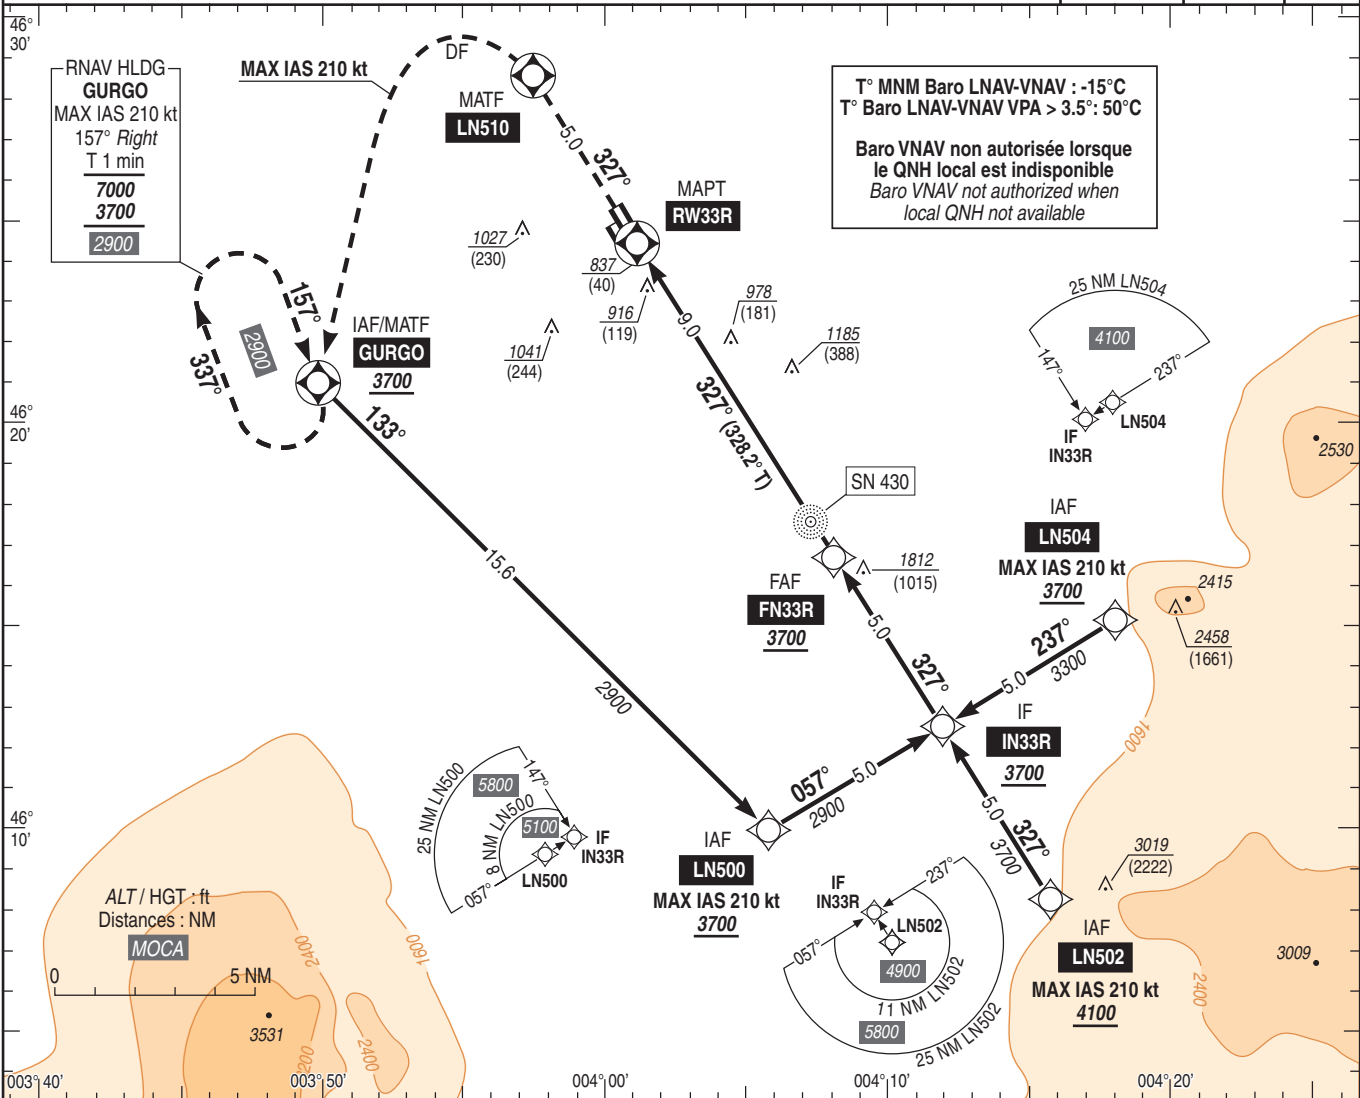 46°
30'
RNAV HLDG
GURGO
MAX IAS 210 kt
157° Right
T 1 min
7000
3700
2900
MAX IAS 210 kt
DF
MATF
LN510
5.0
327°
MAPT
RW33R
T° MNM Baro LNAV-VNAV : -15°C
T° Baro LNAV-VNAV VPA > 3.5°: 50°C
Baro VNAV non autorisée lorsque
le QNH local est indisponible
Baro VNAV not authorized when
local QNH not available
1027
(230)
837
(40)
916
(119)
978
(181)
1041
(244)
1185
(388)
9.0
327° (328.2° T)
157°
337°
2900
IAF/MATF
GURGO
3700
133°
15.6
2900
25 NM LN504
4100
147°
237°
LN504
IF
IN33R
46°
20'
2530
SN 430
1812
(1015)
FAF
FN33R
3700
5.0
327°
IAF
LN504
MAX IAS 210 kt
3700
2415
2458
(1661)
237°
5.0
3300
IF
IN33R
3700
1600
057°
5.0
2900
IAF
LN500
MAX IAS 210 kt
3700
25 NM LN500
5800
147°
8 NM LN500
5100
IF
IN33R
LN500
057°
46°
10'
5.0
327°
3700
3019
(2222)
IAF
LN502
MAX IAS 210 kt
4100
IF
IN33R
237°
LN502
057°
4900
11 NM LN502
5800
25 NM LN502
3009
2400
ALT / HGT : ft
Distances : NM
MOCA
0
5 NM
2400
1600
3531
2400
003° 40'
003° 50'
004° 00'
004° 10'
004° 20'